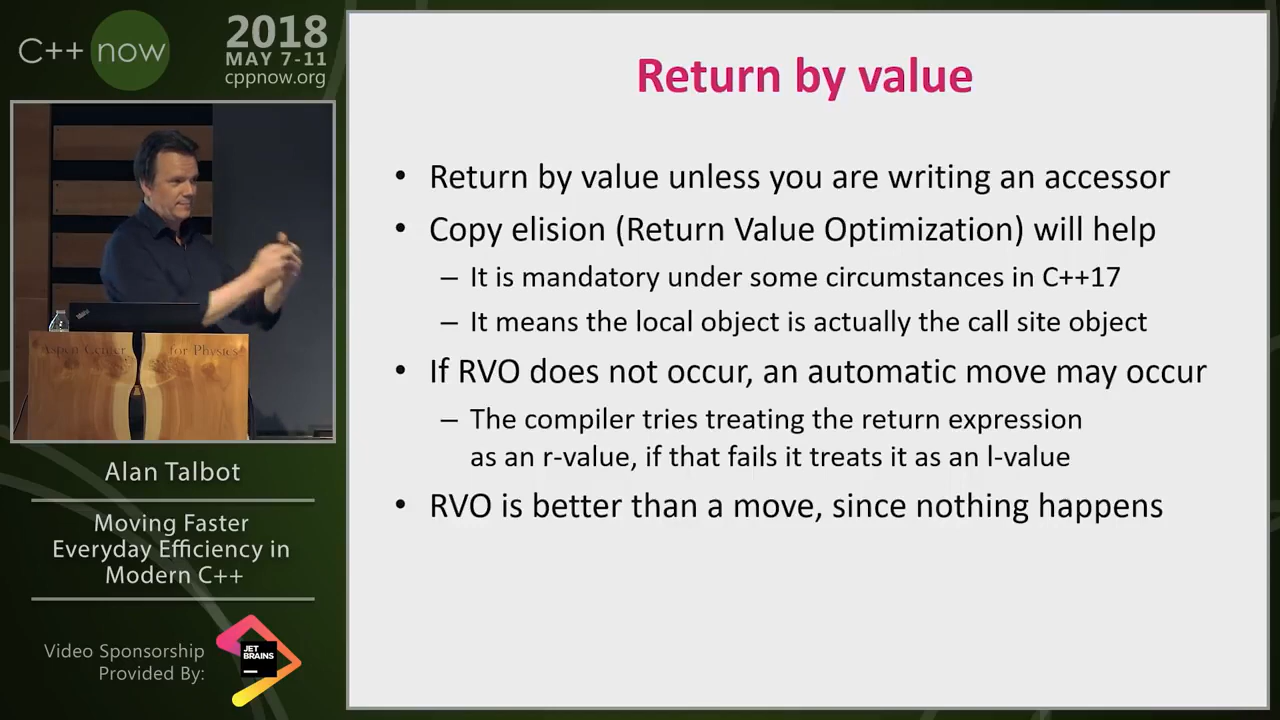 C++ now
2018
MAY 7-11
cppnow.org
Aspen Center for Physics
Alan Talbot
Moving Faster
Everyday Efficiency in
Modern C++
Video Sponsorship
Provided By:
JET
BRAINS
Return by value
• Return by value unless you are writing an accessor
• Copy elision (Return Value Optimization) will help
– It is mandatory under some circumstances in C++17
– It means the local object is actually the call site object
• If RVO does not occur, an automatic move may occur
– The compiler tries treating the return expression
as an r-value, if that fails it treats it as an l-value
• RVO is better than a move, since nothing happens